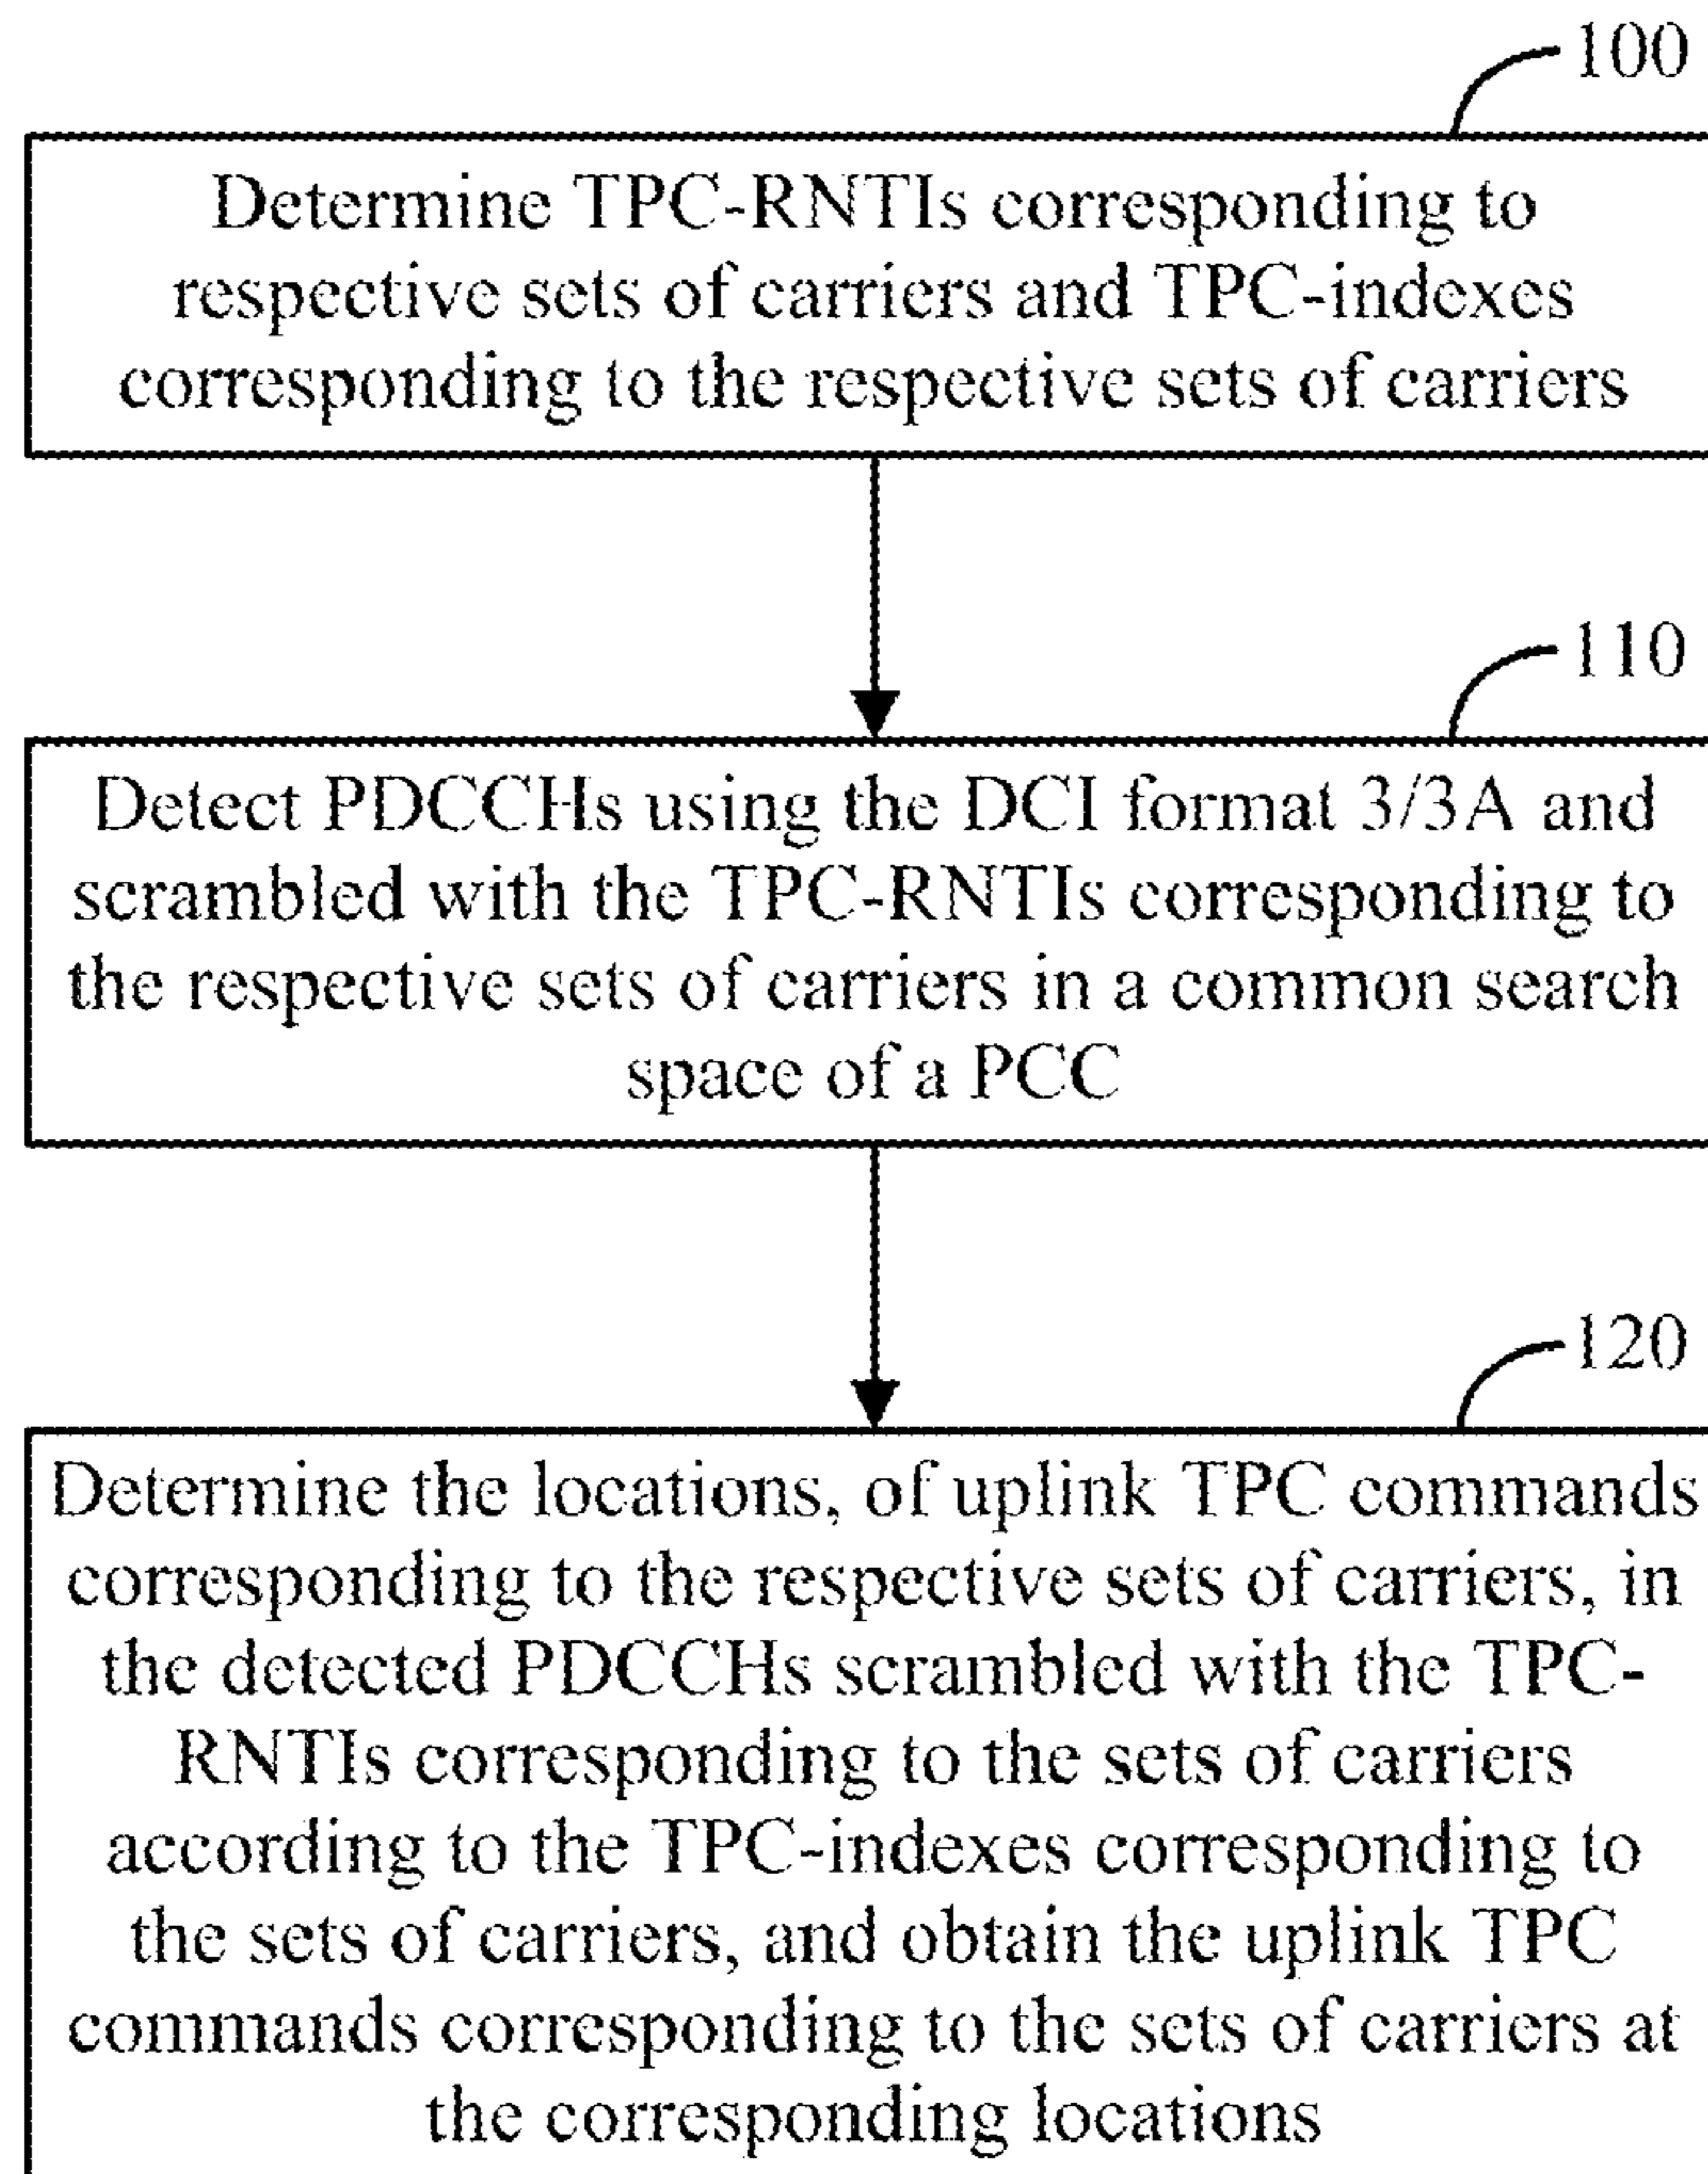 100
Determine TPC-RNTIs corresponding to
respective sets of carriers and TPC-indexes
corresponding to the respective sets of carriers
110
Detect PDCCHs using the DCI format 3/3A and
scrambled with the TPC-RNTIs corresponding to
the respective sets of carriers in a common search
space of a PCC
120
Determine the locations, of uplink TPC commands
corresponding to the respective sets of carriers, in
the detected PDCCHs scrambled with the TPC-
RNTIs corresponding to the sets of carriers
according to the TPC-indexes corresponding to
the sets of carriers, and obtain the uplink TPC
commands corresponding to the sets of carriers at
the corresponding locations